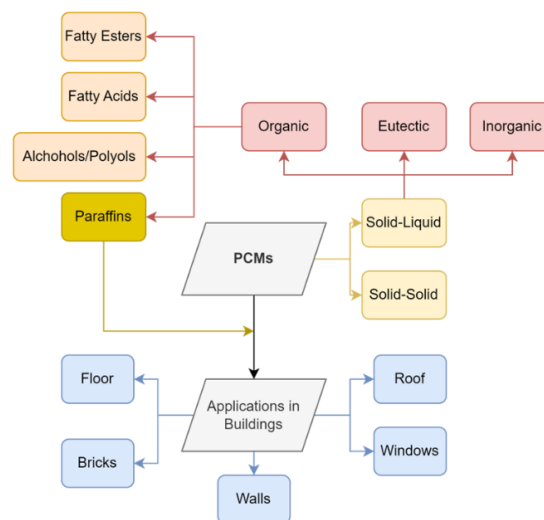 Fatty Esters
Fatty Acids
Organic
Eutectic
Inorganic
Alchohols/Polyols
Paraffins
Solid-Liquid
PCMs
Solid-Solid
Floor
Roof
Applications in
Buildings
Bricks
Windows
Walls